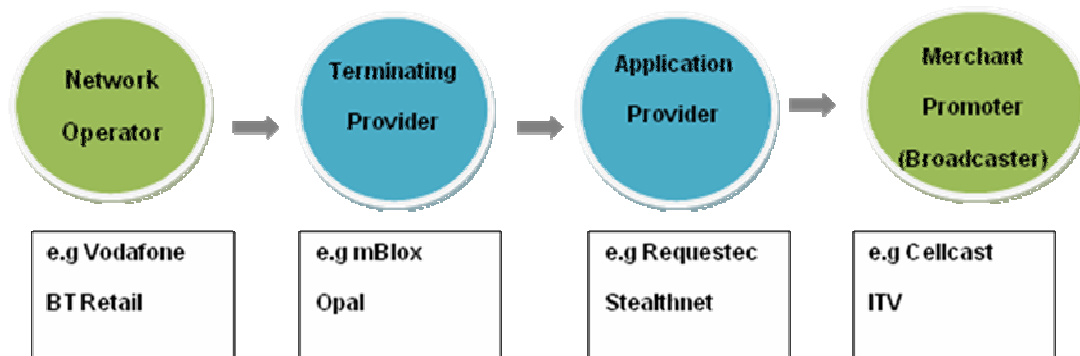 Network
Operator
Terminating
Provider
Application
Provider
Merchant
Promoter
(Broadcaster)
e.g Vodafone
BT Retail
e.g mBlox
Opal
e.g Requestec
Stealthnet
e.g Cellcast
ITV